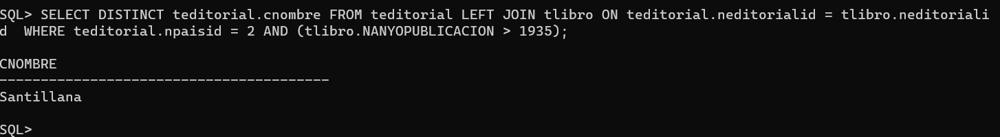 SQL> SELECT DISTINCT teditorial.cnombre FROM teditorial LEFT JOIN tlibro ON teditorial.neditorialid = tlibro.neditoriali
d  WHERE teditorial.npaisid = 2 AND (tlibro.NANYOPUBLICACION > 1935);
CNOMBRE
----------------------------------------
Santillana
SQL>